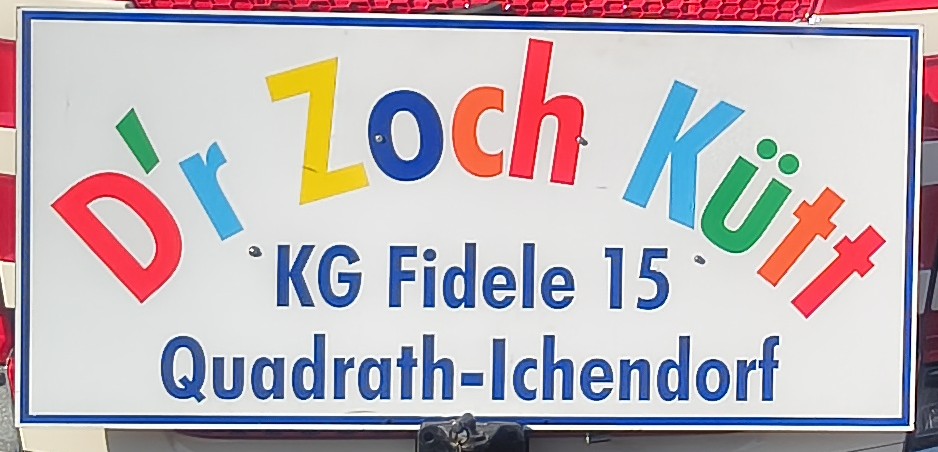 D'r Zoch Kütt
KG Fidele 15
Quadrath-Ichendorf